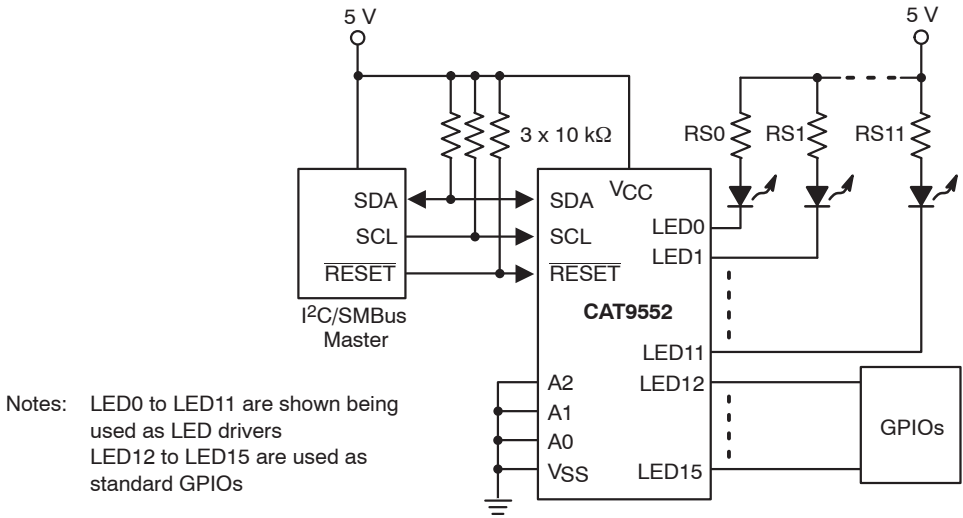 5 V
5 V
3 x 10 kΩ
RS0
RS1
RS11
SDA
SCL
RESET
I2C/SMBus
Master
VCC
SDA
SCL
RESET
CAT9552
A2
A1
A0
VSS
LED0
LED1
LED11
LED12
LED15
GPIOs
Notes: LED0 to LED11 are shown being
used as LED drivers
LED12 to LED15 are used as
standard GPIOs